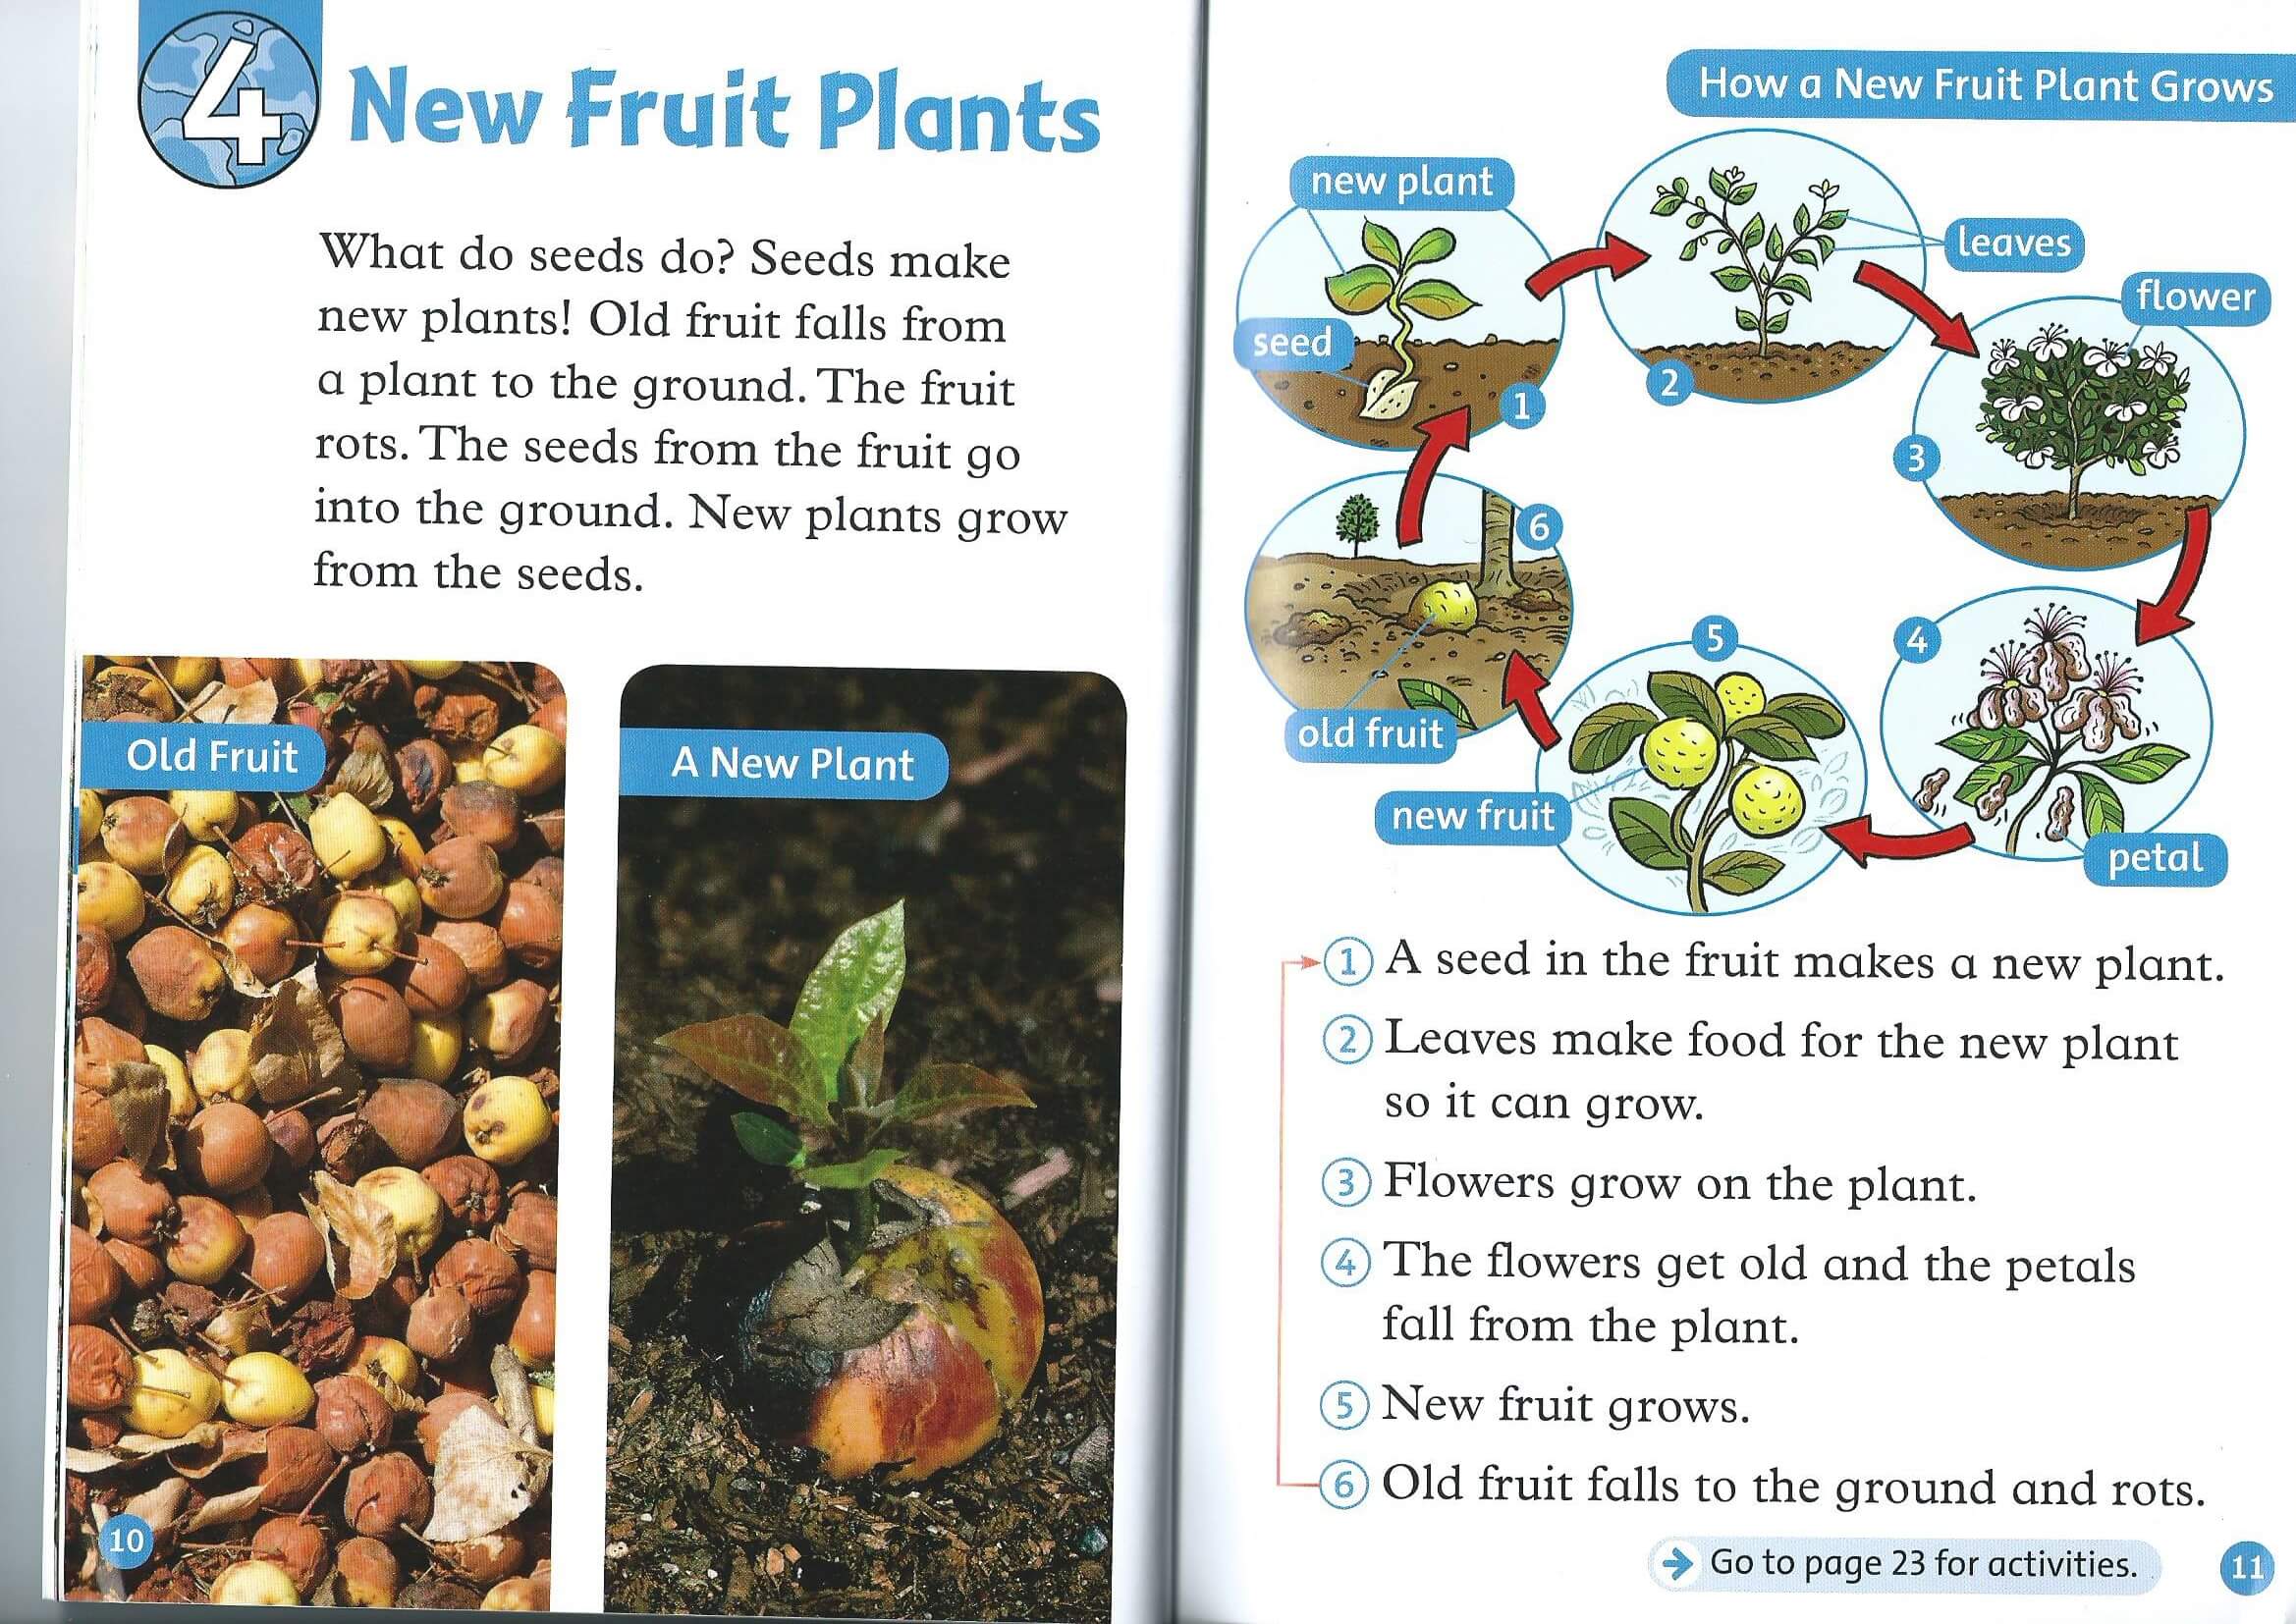 4
New Fruit Plants
What do seeds do? Seeds make
new plants! Old fruit falls from
a plant to the ground. The fruit
rots. The seeds from the fruit go
into the ground. New plants grow
from the seeds.
Old Fruit
A New Plant
10
How a New Fruit Plant Grows
new plant
seed
1
leaves
2
flower
3
4
petal
5
new fruit
6
old fruit
1 A seed in the fruit makes a new plant.
2 Leaves make food for the new plant
so it can grow.
3 Flowers grow on the plant.
4 The flowers get old and the petals
fall from the plant.
5 New fruit grows.
6 Old fruit falls to the ground and rots.
Go to page 23 for activities.
11